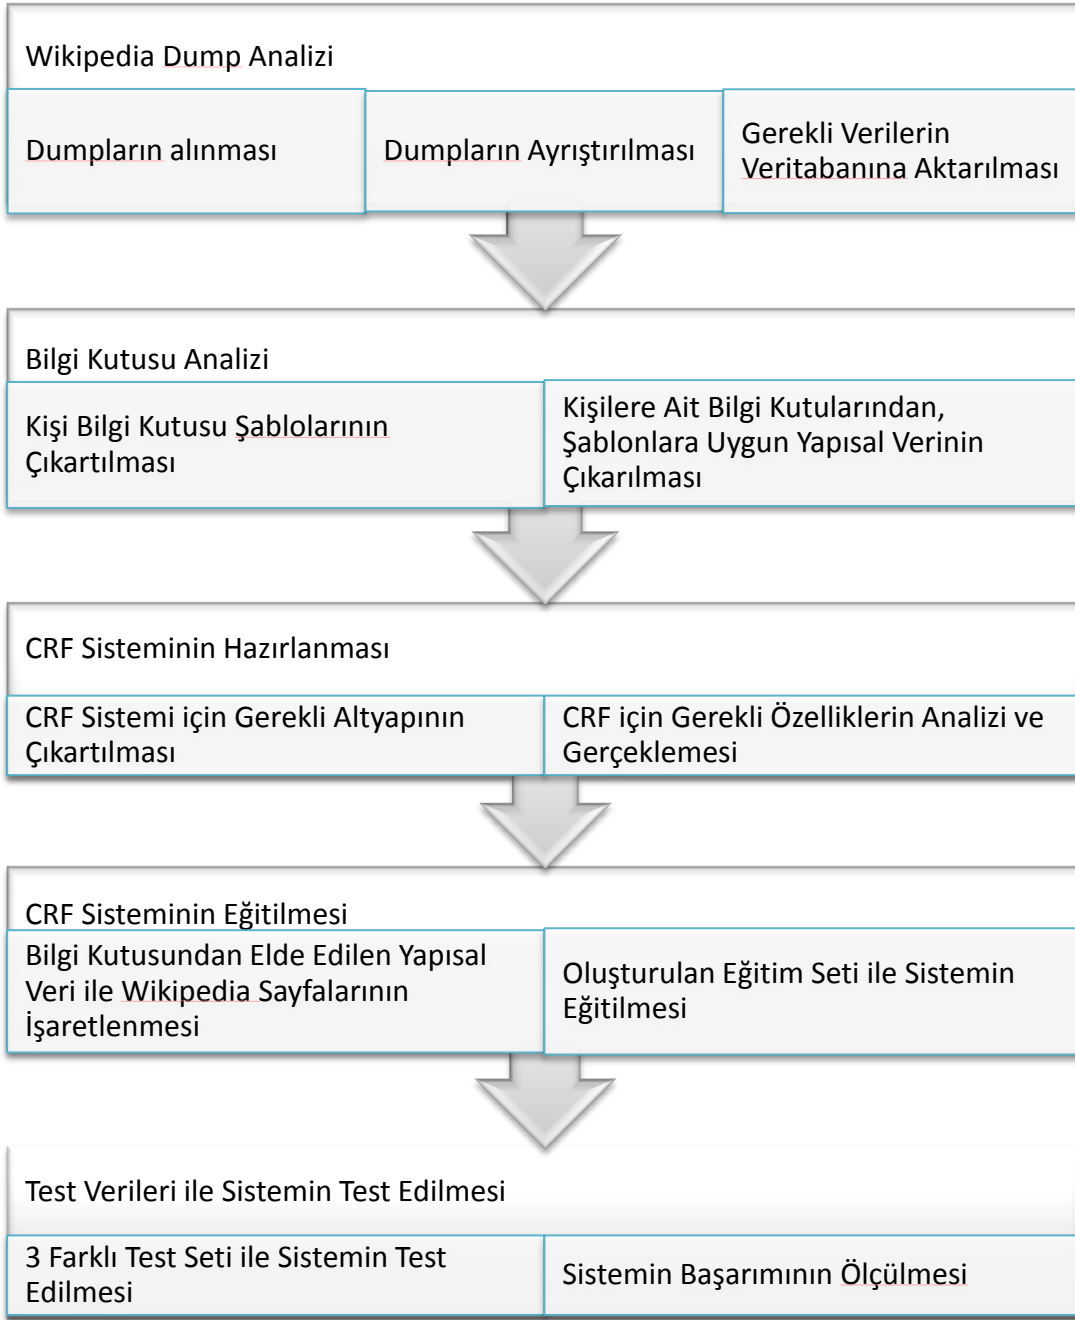 Wikipedia Dump Analizi
Dumpların alınması
Dumpların Ayrıştırılması
Gerekli Verilerin
Veritabanına Aktarılması
Bilgi Kutusu Analizi
Kişi Bilgi Kutusu Şablolarının
Çıkartılması
Kişilere Ait Bilgi Kutularından,
Şablonlara Uygun Yapısal Verinin
Çıkarılması
CRF Sisteminin Hazırlanması
CRF Sistemi için Gerekli Altyapının
Çıkartılması
CRF için Gerekli Özelliklerin Analizi ve
Gerçeklemesi
CRF Sisteminin Eğitilmesi
Bilgi Kutusundan Elde Edilen Yapısal
Veri ile Wikipedia Sayfalarının
İşaretlenmesi
Oluşturulan Eğitim Seti ile Sistemin
Eğitilmesi
Test Verileri ile Sistemin Test Edilmesi
3 Farklı Test Seti ile Sistemin Test
Edilmesi
Sistemin Başarımının Ölçülmesi